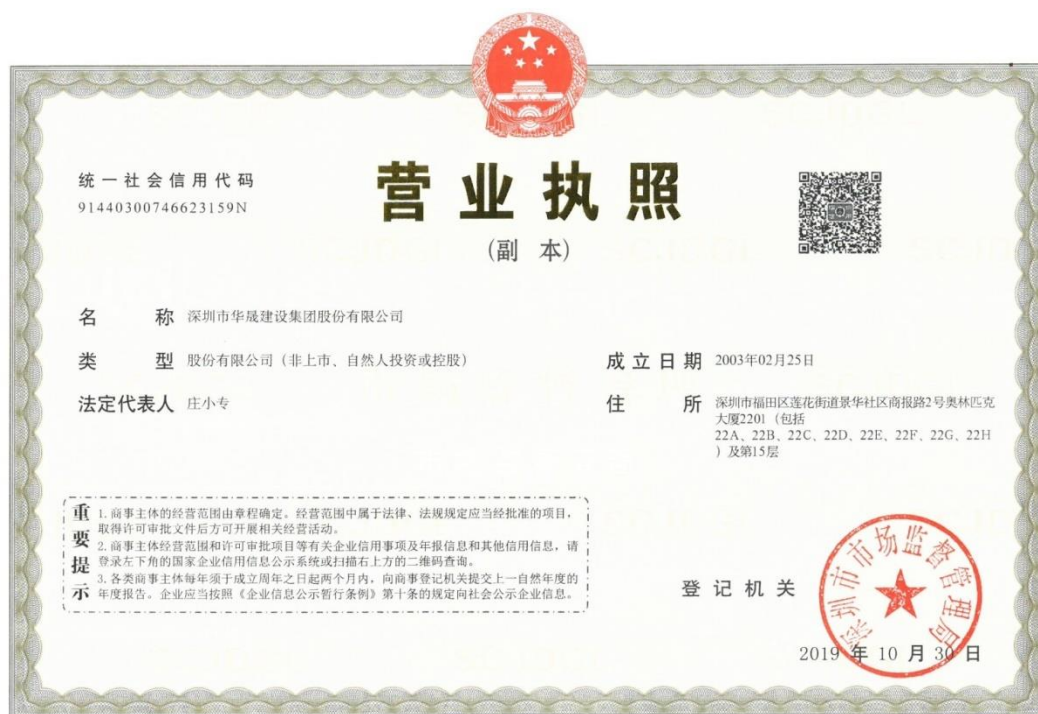 营业执照
(副 本)
统一社会信用代码
91440300746623159N
名 称 深圳市华晟建设集团股份有限公司
类 型 股份有限公司（非上市、自然人投资或控股）
法定代表人 庄小专
成立日期 2003年02月25日
住 所 深圳市福田区莲花街道景华社区商报路2号奥林匹克
大厦2201（包括
22A、22B、22C、22D、22E、22F、22G、22H
）及第15层
重要提示
1. 商事主体的经营范围由章程确定。经营范围中属于法律、法规规定应当经批准的项目，
取得许可审批文件后方可开展相关经营活动。
2. 商事主体经营范围和许可审批项目等有关企业信用事项及年报信息和其他信用信息，请
登录左下角的国家企业信用信息公示系统或扫描右上方的二维码查询。
3. 各类商事主体每年须于成立周年之日起两个月内，向商事登记机关提交上一自然年度的
年度报告。企业应当按照《企业信息公示暂行条例》第十条的规定向社会公示企业信息。
登记机关
深圳市市场监督管理局
2019 年 10 月 30 日